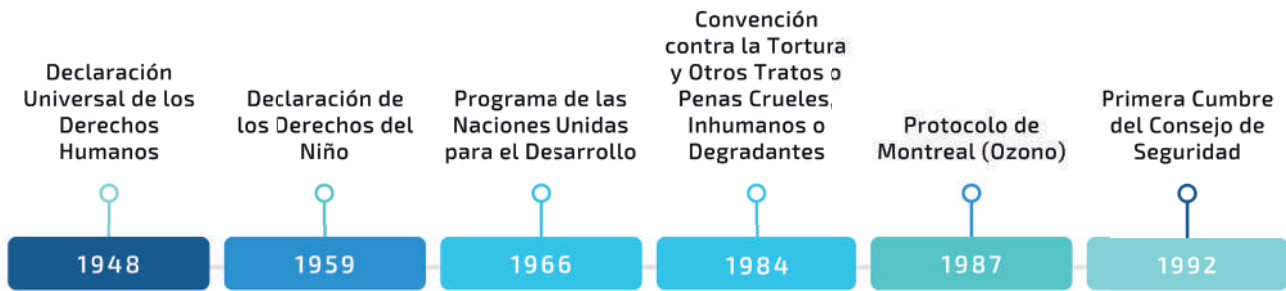 Declaración
Universal de los
Derechos
Humanos
1948
Declaración de
los Derechos del
Niño
1959
Programa de las
Naciones Unidas
para el Desarrollo
1966
Convención
contra la Tortura
y Otros Tratos o
Penas Crueles,
Inhumanos o
Degradantes
1984
Protocolo de
Montreal (Ozono)
1987
Primera Cumbre
del Consejo de
Seguridad
1992